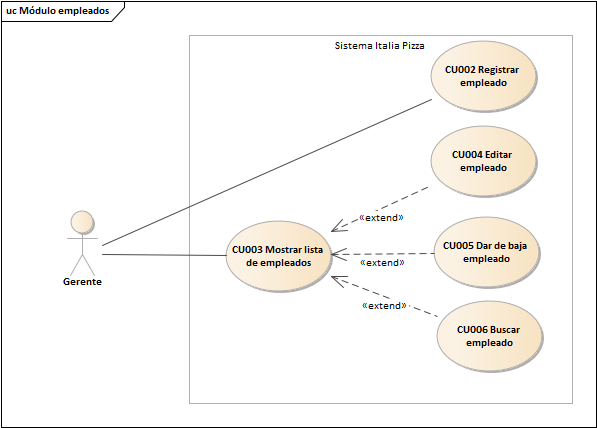 uc Módulo empleados
Sistema Italia Pizza
CU002 Registrar
empleado
CU004 Editar
empleado
«extend»
CU003 Mostrar lista
de empleados
CU005 Dar de baja
empleado
«extend»
Gerente
«extend»
CU006 Buscar
empleado